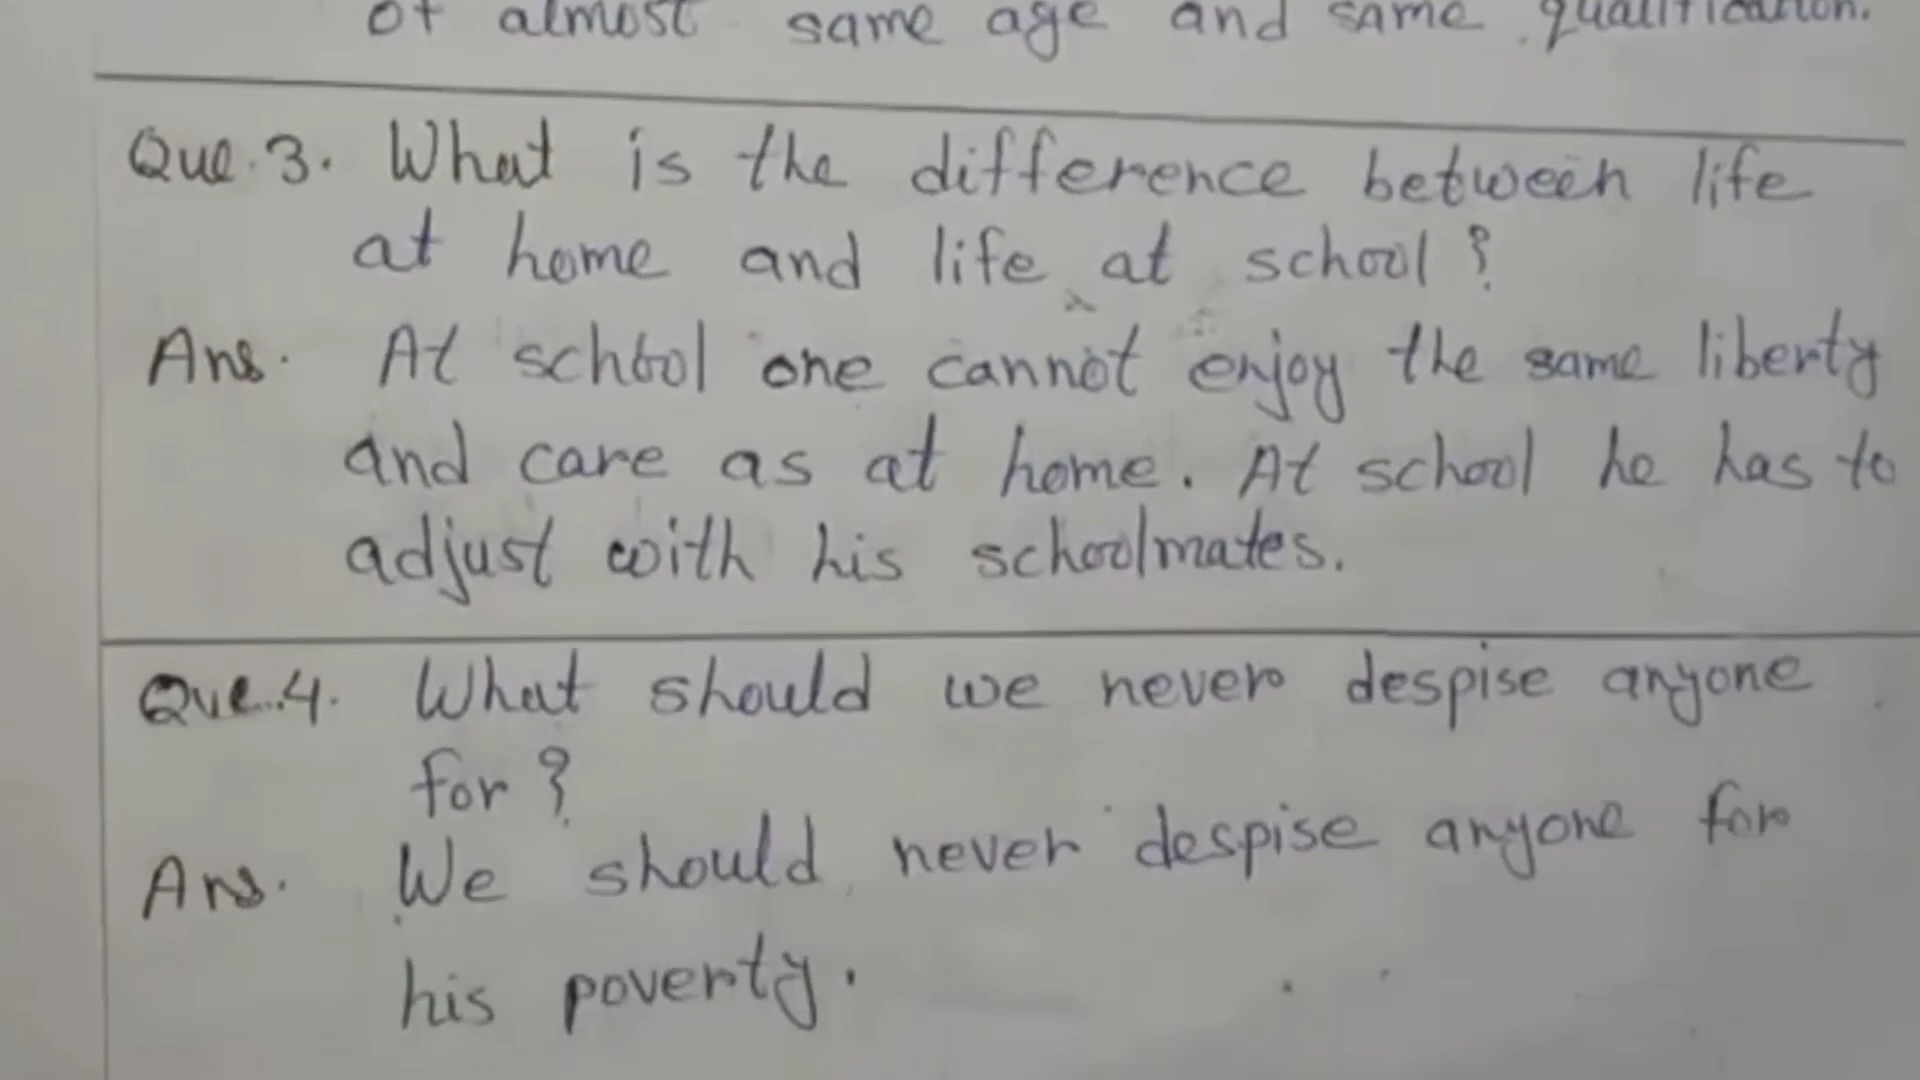 of almost same age and same qualification.
Que.3. What is the difference between life
at home and life at school?
Ans. At school one cannot enjoy the same liberty
and care as at home. At school he has to
adjust with his schoolmates.
Que.4. What should we never despise anyone
for?
Ans. We should never despise anyone for
his poverty.